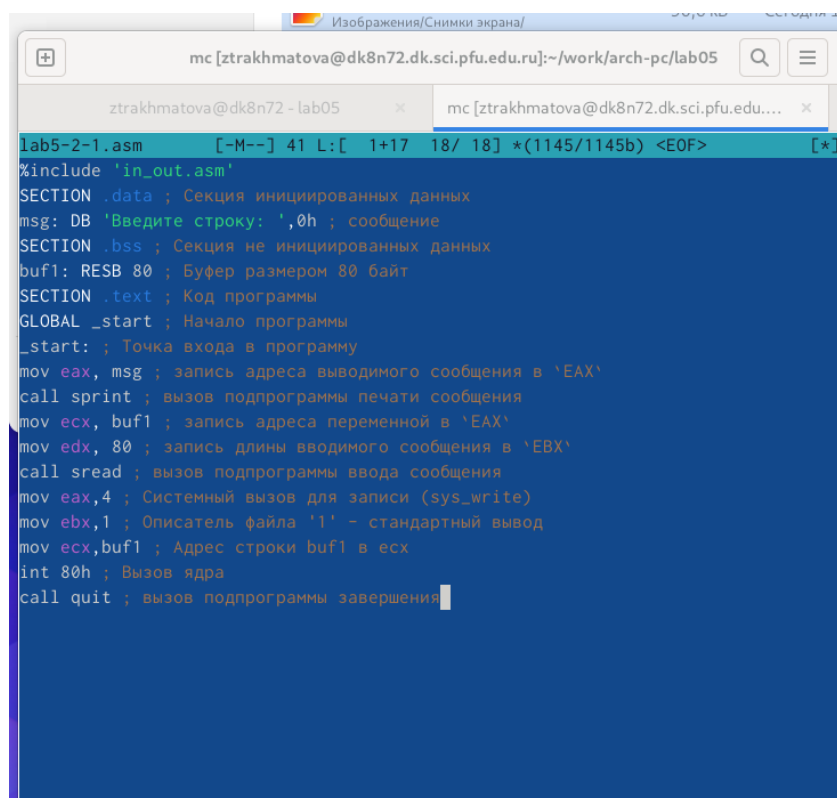 Изображения/Снимки экрана/
mc [ztrakhmatova@dk8n72.dk.sci.pfu.edu.ru]:~/work/arch-pc/lab05
ztrakhmatova@dk8n72 - lab05 × mc [ztrakhmatova@dk8n72.dk.sci.pfu.edu.... ×
lab5-2-1.asm [-M--] 41 L:[ 1+17 18/ 18] *(1145/1145b) <EOF> [*]
%include 'in_out.asm'
SECTION .data ; Секция инициированных данных
msg: DB 'Введите строку: ',0h ; сообщение
SECTION .bss ; Секция не инициированных данных
buf1: RESB 80 ; Буфер размером 80 байт
SECTION .text ; Код программы
GLOBAL _start ; Начало программы
_start: ; Точка входа в программу
mov eax, msg ; запись адреса выводимого сообщения в `EAX`
call sprint ; вызов подпрограммы печати сообщения
mov ecx, buf1 ; запись адреса переменной в `EAX`
mov edx, 80 ; запись длины вводимого сообщения в `EBX`
call sread ; вызов подпрограммы ввода сообщения
mov eax,4 ; Системный вызов для записи (sys_write)
mov ebx,1 ; Описатель файла '1' - стандартный вывод
mov ecx,buf1 ; Адрес строки buf1 в ecx
int 80h ; Вызов ядра
call quit ; вызов подпрограммы завершения